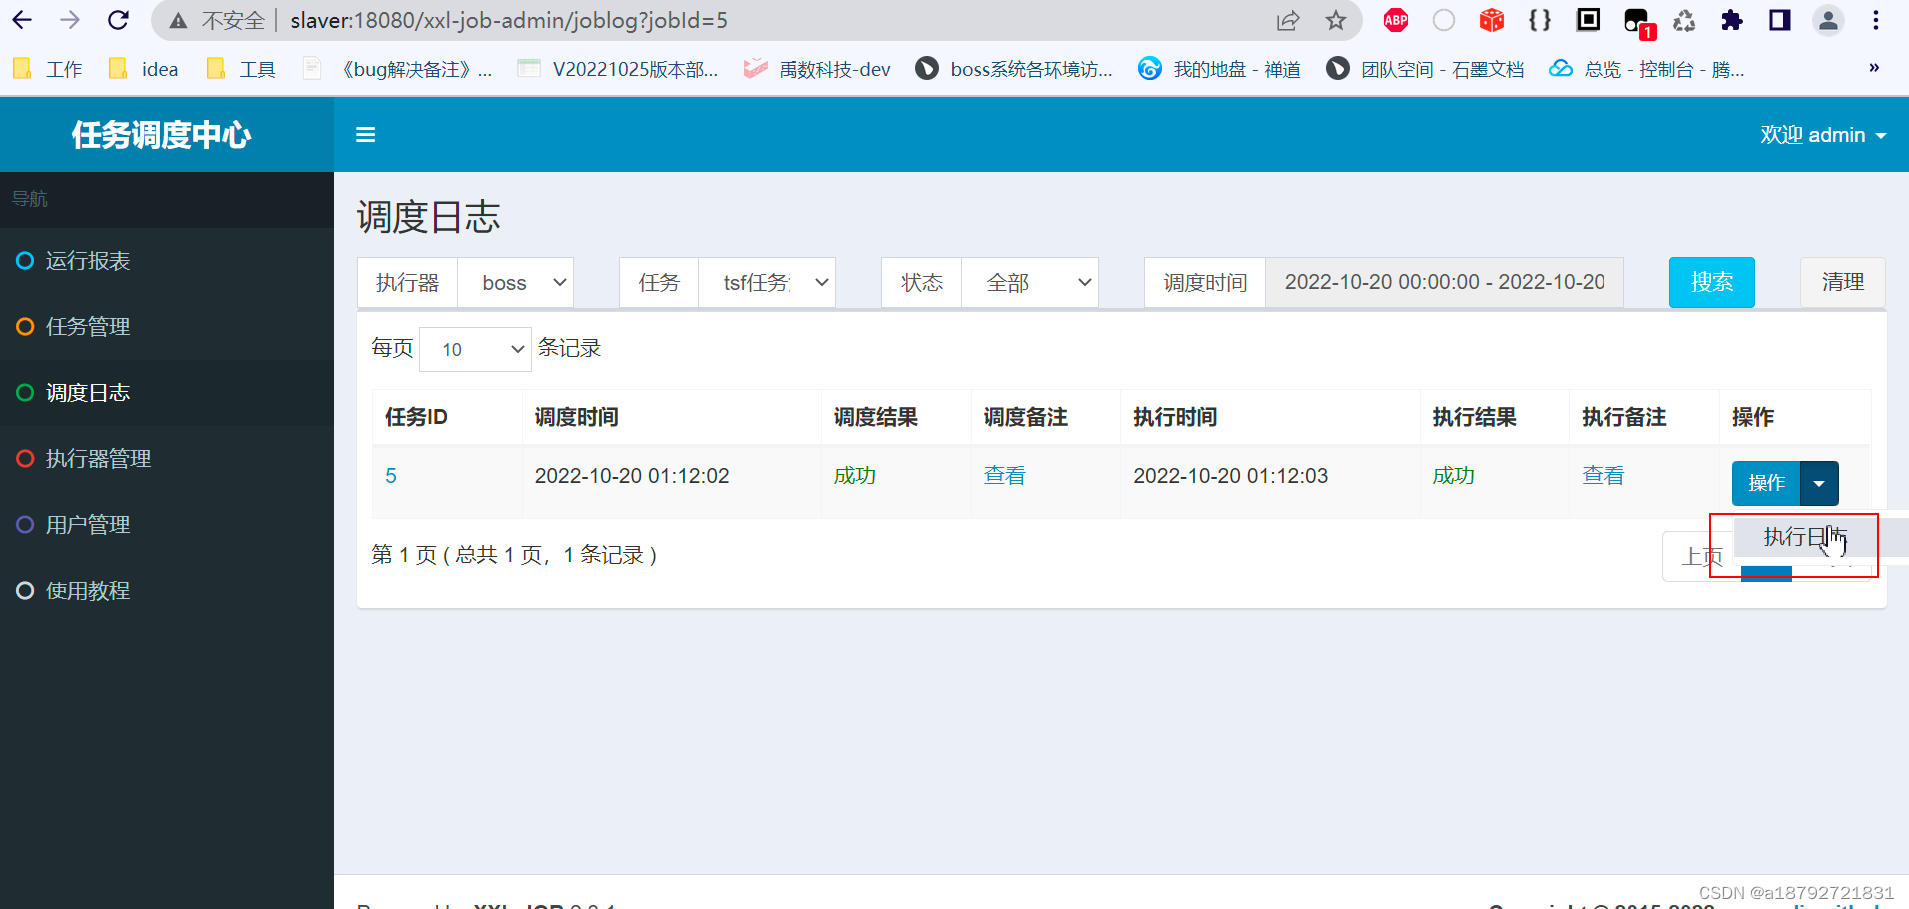 不安全 slaver:18080/xxl-job-admin/joblog?jobId=5
ABP
1
工作 idea 工具 《bug解决备注》... V20221025版本部... 禹数科技-dev boss系统各环境访... 我的地盘 - 禅道 团队空间 - 石墨文档 总览 - 控制台 - 腾... »
任务调度中心
欢迎 admin
导航
运行报表
任务管理
调度日志
执行器管理
用户管理
使用教程
调度日志
执行器 boss 任务 tsf任务 状态 全部 调度时间 2022-10-20 00:00:00 - 2022-10-20 搜索 清理
每页 10 条记录
任务ID 调度时间 调度结果 调度备注 执行时间 执行结果 执行备注 操作
5 2022-10-20 01:12:02 成功 查看 2022-10-20 01:12:03 成功 查看 操作
执行日志
第 1 页 ( 总共 1 页，1 条记录 ) 上页
CSDN @a18792721831